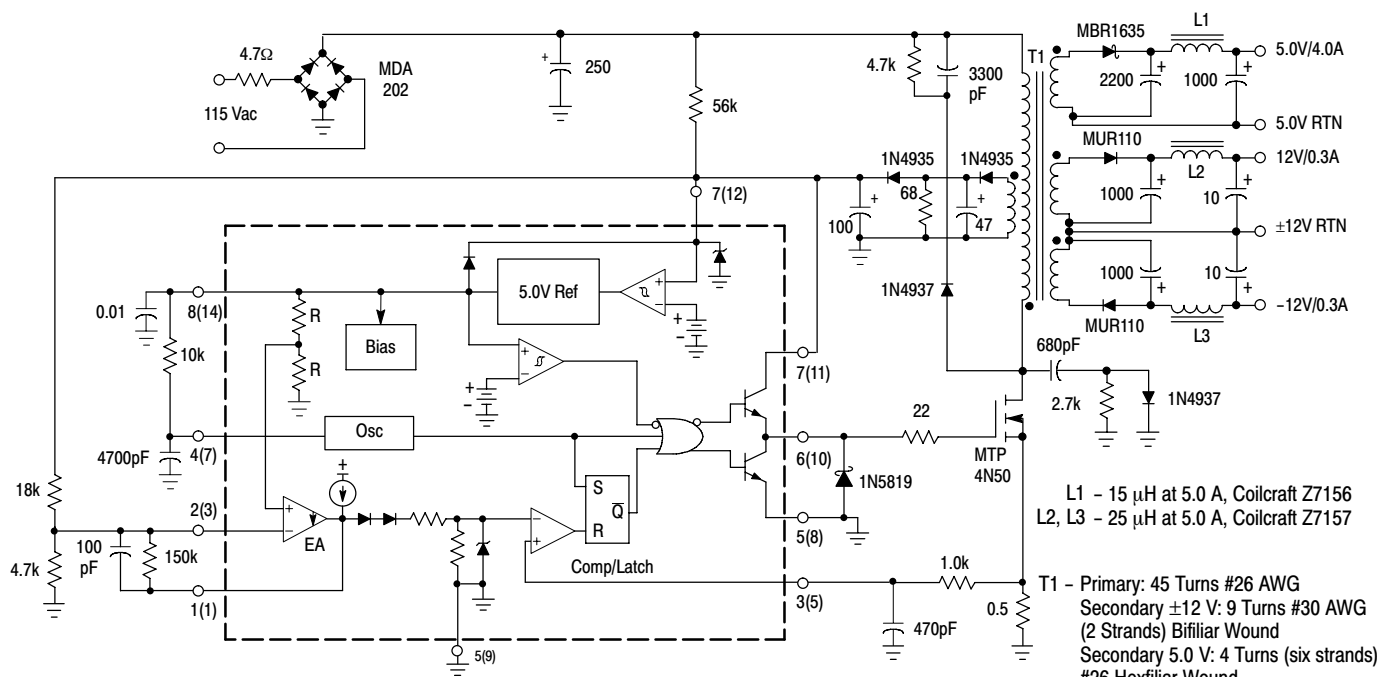 4.7Ω
MDA
202
115 Vac
+
250
56k
4.7k
3300
pF
T1
MBR1635
L1
5.0V/4.0A
+
2200
+
1000
5.0V RTN
MUR110
12V/0.3A
L2
+
1000
+
10
±12V RTN
1000
+
10
+
−12V/0.3A
MUR110
L3
1N4935
1N4935
68
+
100
+
47
1N4937
7(12)
0.01
8(14)
R
R
5.0V Ref
+
−
+
−
Bias
10k
+
−
+
−
7(11)
680pF
2.7k
1N4937
Osc
4(7)
4700pF
22
MTP
4N50
6(10)
1N5819
5(8)
18k
2(3)
+
+
−
EA
S
Q
R
−
+
Comp/Latch
100
pF
150k
4.7k
1(1)
5(9)
3(5)
1.0k
470pF
0.5
L1 − 15 μH at 5.0 A, Coilcraft Z7156
L2, L3 − 25 μH at 5.0 A, Coilcraft Z7157
T1 − Primary: 45 Turns #26 AWG
Secondary ±12 V: 9 Turns #30 AWG
(2 Strands) Bifiliar Wound
Secondary 5.0 V: 4 Turns (six strands)
#26 Hexfiliar Wound